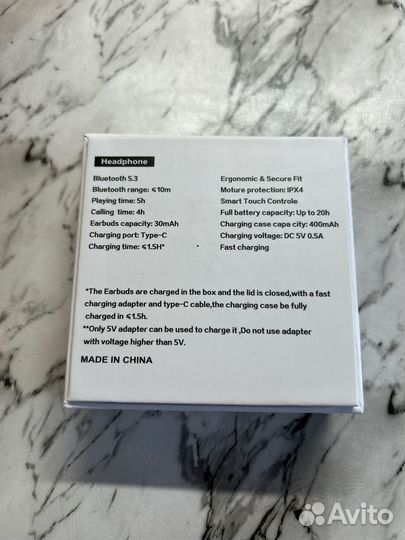 Headphone
Bluetooth 5.3
Bluetooth range: ≤10m
Playing time: 5h
Calling time: 4h
Earbuds capacity: 30mAh
Charging port: Type-C
Charging time: ≤1.5H*
Ergonomic & Secure Fit
Moture protection: IPX4
Smart Touch Controle
Full battery capacity: Up to 20h
Charging case capa city: 400mAh
Charging voltage: DC 5V 0.5A
Fast charging
*The Earbuds are charged in the box and the lid is closed,with a fast
charging adapter and type-C cable,the charging case be fully
charged in ≤1.5h.
**Only 5V adapter can be used to charge it ,Do not use adapter
with voltage higher than 5V.
MADE IN CHINA
Avito